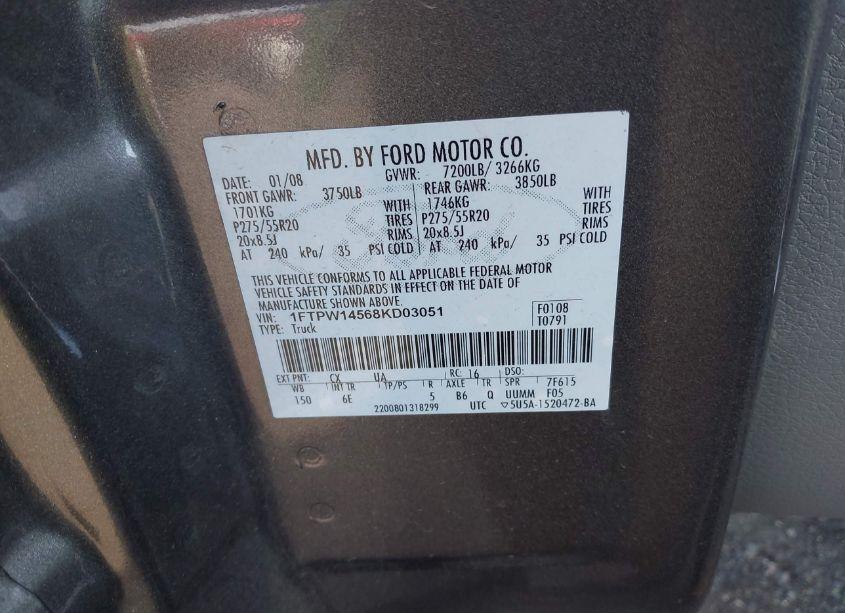 MFD. BY FORD MOTOR CO.
DATE: 01/08 GVWR: 7200LB/ 3266KG
FRONT GAWR: 3750LB REAR GAWR: 3850LB
1701KG WITH 1746KG WITH
P275/55R20 TIRES P275/55R20 TIRES
20x8.5J RIMS 20x8.5J RIMS
AT 240 kPa/ 35 PSI COLD AT 240 kPa/ 35 PSI COLD
THIS VEHICLE CONFORMS TO ALL APPLICABLE FEDERAL MOTOR
VEHICLE SAFETY STANDARDS IN EFFECT ON THE DATE OF
MANUFACTURE SHOWN ABOVE.
VIN: 1FTPW14568KD03051 F0108
TYPE: Truck T0791
EXT PNT: CX UA RC: 16 DSO:
WB INT TR TP/PS R AXLE TR SPR 7F615
150 6E 5 B6 Q UUMM F05
2200801318299 UTC ▽5U5A-1520472-BA